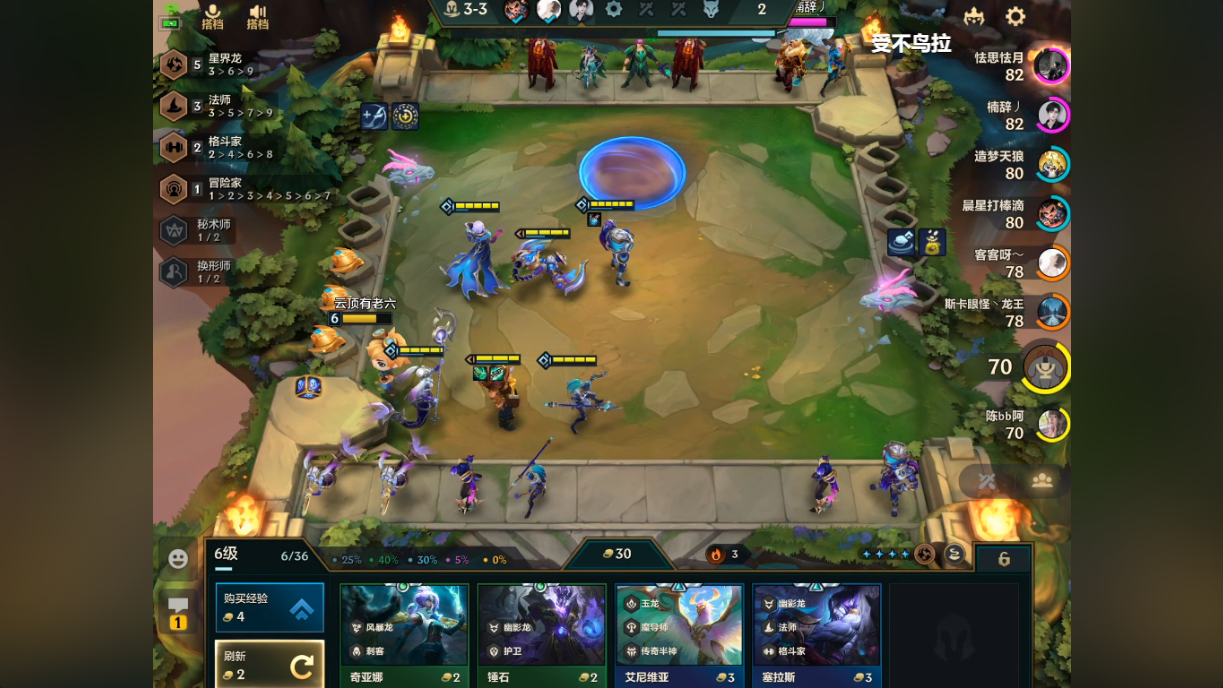 搭档
搭档
3-3
2
楠辞丿
受不鸟拉
5 星界龙
3 > 6 > 9
3 法师
3 > 5 > 7 > 9
2 格斗家
2 > 4 > 6 > 8
1 冒险家
1 > 2 > 3 > 4 > 5 > 6 > 7
秘术师
1 / 2
换形师
1 / 2
怯思怯月
82
楠辞丿
82
造梦天狼
80
晨星打棒滴
80
客客呀～
78
斯卡眼怪丶龙王
78
70
陈bb阿
70
云顶有老六
6
6级
6/36
25% 40% 30% 5% 0%
30
3
6
购买经验
4
刷新
2
1
风暴龙
刺客
奇亚娜 2
幽影龙
护卫
锤石 2
玉龙
魔导师
传奇半神
艾尼维亚 3
幽影龙
法师
格斗家
塞拉斯 3